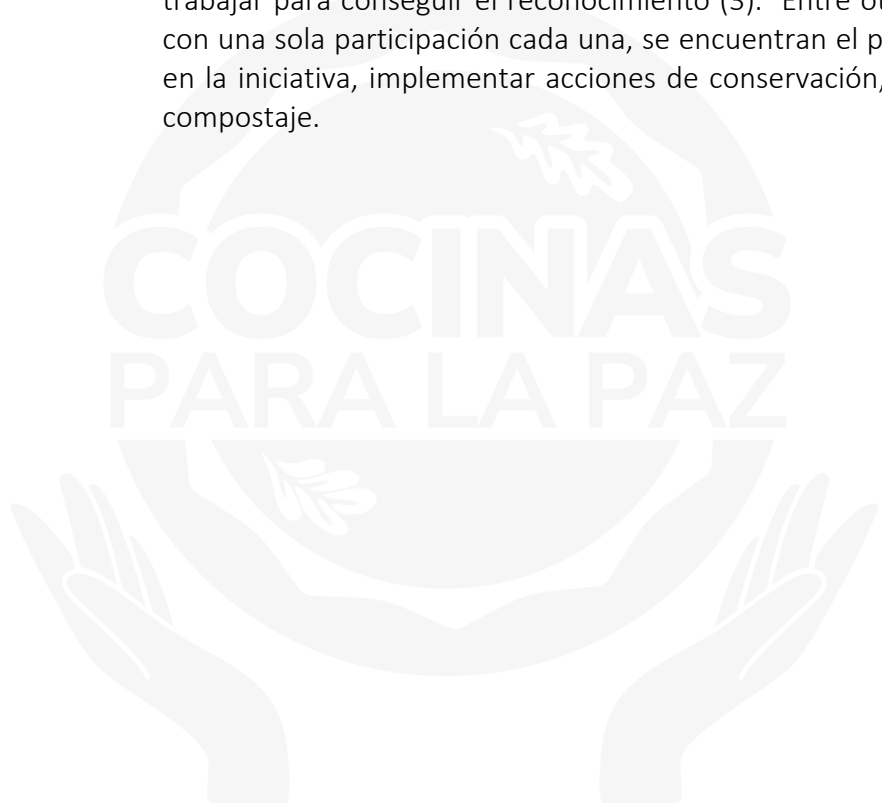 trabajar para conseguir el reconocimiento (3). Entre
con una sola participación cada una, se encuentran el
en la iniciativa, implementar acciones de conservación,
compostaje.
COCINAS
PARA LA PAZ